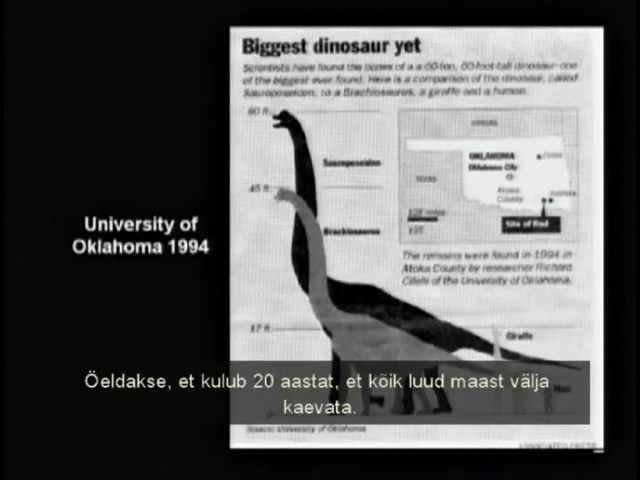 Biggest dinosaur yet
Scientists have found the bones of a a 60-ton, 60-foot-tall dinosaur-one
of the biggest ever found. Here is a comparison of the dinosaur, called
Sauroposeidon, to a Brachiosaurus, a giraffe and a human.
60 ft.
Sauroposeidon
45 ft.
Brachiosaurus
17 ft.
Giraffe
Man
KANSAS
OKLAHOMA
Oklahoma City
TEXAS
Atoka
County
Site of find
The remains were found in 1994 in
Atoka County by researcher Richard
Cifelli of the University of Oklahoma.
University of
Oklahoma 1994
Öeldakse, et kulub 20 aastat, et kõik luud maast välja
kaevata.
Source: University of Oklahoma
ASSOCIATED PRESS